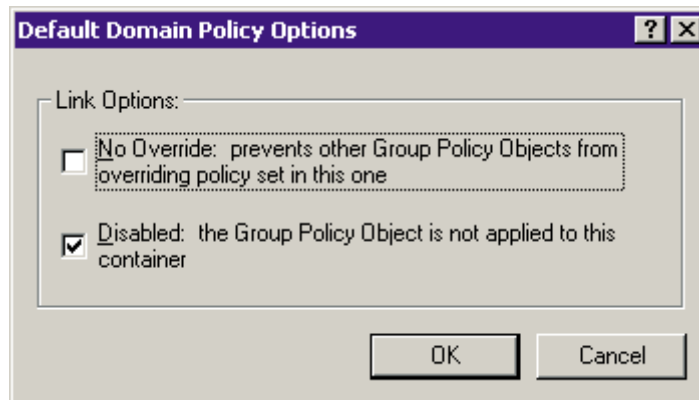 Default Domain Policy Options
Link Options:
No Override: prevents other Group Policy Objects from
overriding policy set in this one
Disabled: the Group Policy Object is not applied to this
container
OK
Cancel